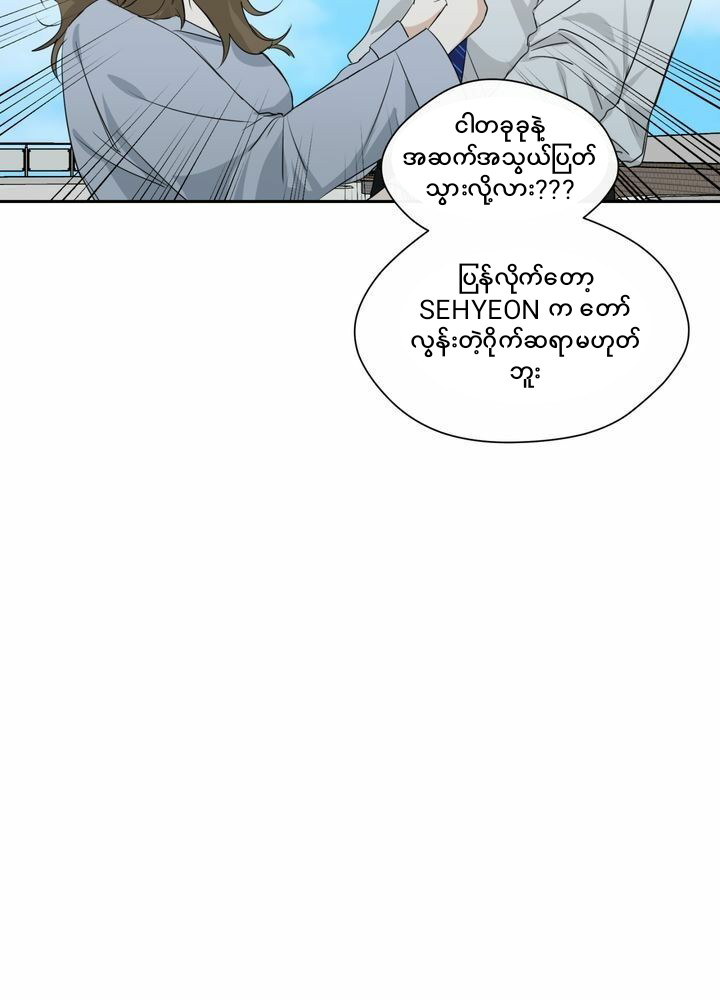 ငါတခုခုနဲ့
အဆက်အသွယ်ပြတ်
သွားလို့လား???
ပြန်လိုက်တော့
SEHYEON က တော်
လွန်းတဲ့ဂိုက်ဆရာမဟုတ်
ဘူး